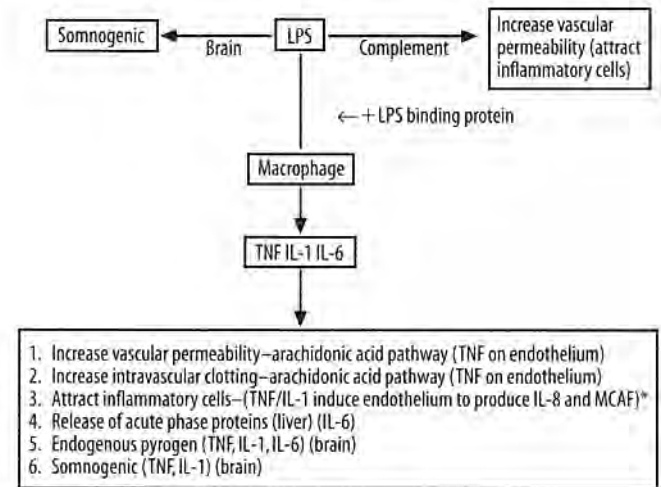 Somnogenic
Brain
LPS
Complement
Increase vascular
permeability (attract
inflammatory cells)
←+LPS binding protein
Macrophage
TNF IL-1 IL-6
1. Increase vascular permeability–arachidonic acid pathway (TNF on endothelium)
2. Increase intravascular clotting–arachidonic acid pathway (TNF on endothelium)
3. Attract inflammatory cells–(TNF/IL-1 induce endothelium to produce IL-8 and MCAF)*
4. Release of acute phase proteins (liver) (IL-6)
5. Endogenous pyrogen (TNF, IL-1, IL-6) (brain)
6. Somnogenic (TNF, IL-1) (brain)